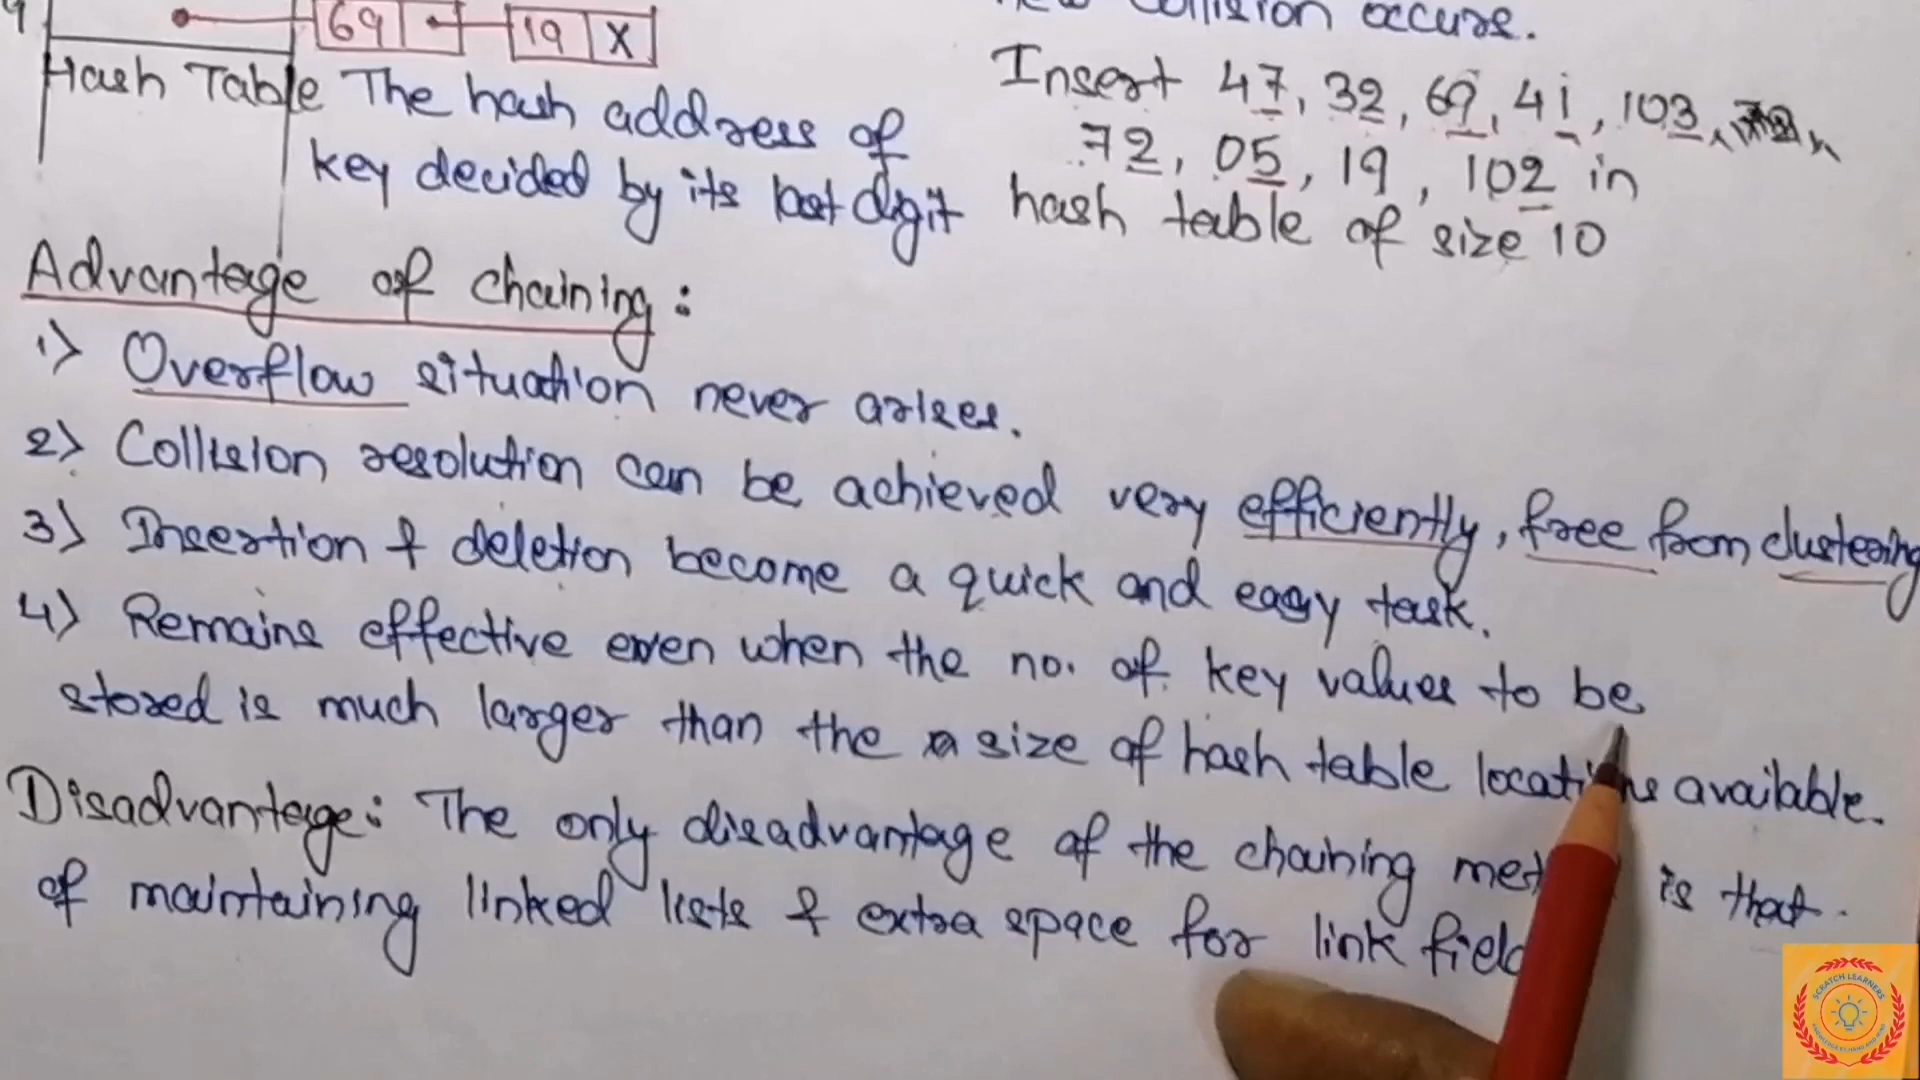 9
69 19 X
collision occurs.
Hash Table The hash address of
key decided by its last digit
Insert 47, 32, 69, 41, 103,
72, 05, 19, 102 in
hash table of size 10
Advantage of chaining:
1) Overflow situation never arises.
2) Collision resolution can be achieved very efficiently, free from clustering
3) Insertion & deletion become a quick and easy task.
4) Remains effective even when the no. of key values to be
stored is much larger than the size of hash table locations available.
Disadvantage: The only disadvantage of the chaining is that
of maintaining linked lists & extra space for link field
SCRATCH LEARNERS